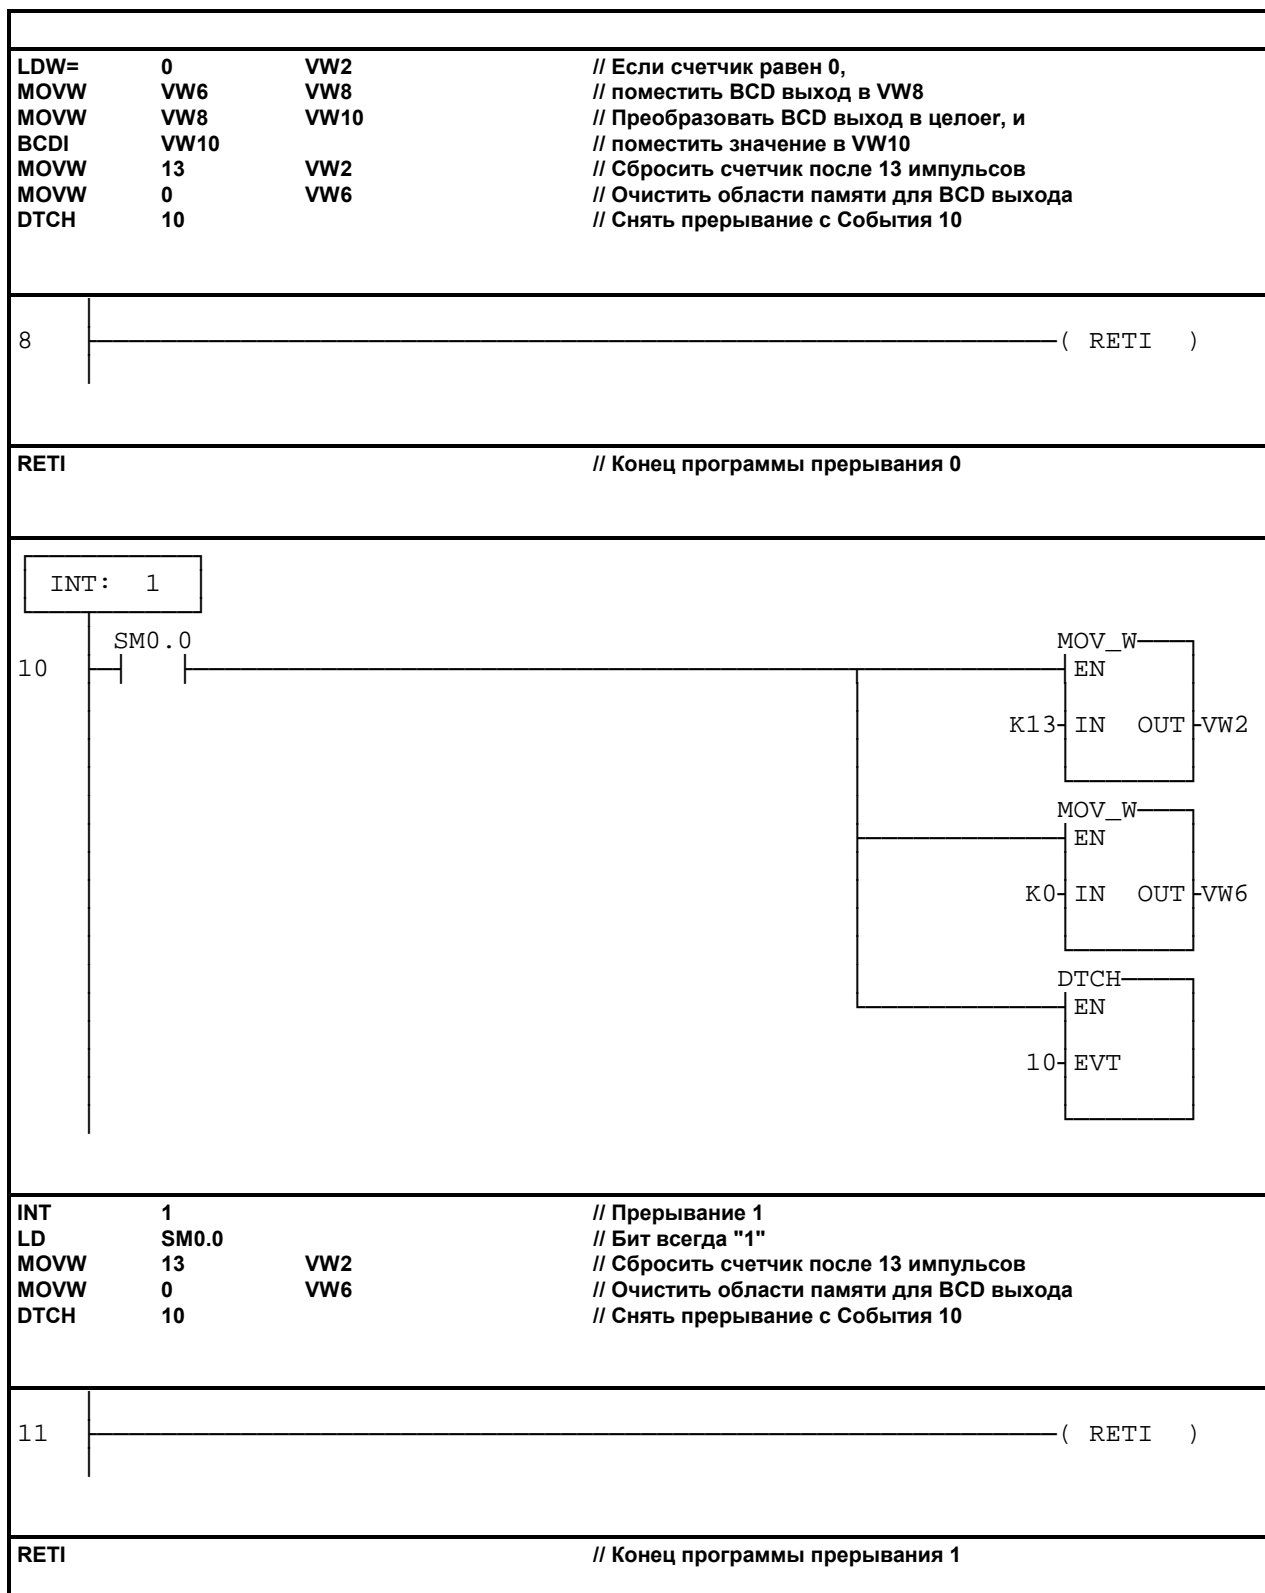 LDW= 0 VW2 // Если счетчик равен 0,
MOVW VW6 VW8 // поместить BCD выход в VW8
MOVW VW8 VW10 // Преобразовать BCD выход в целоеr, и
BCDI VW10 // поместить значение в VW10
MOVW 13 VW2 // Сбросить счетчик после 13 импульсов
MOVW 0 VW6 // Очистить области памяти для BCD выхода
DTCH 10 // Снять прерывание с События 10
8 ( RETI )
RETI // Конец программы прерывания 0
INT: 1
SM0.0 MOV_W
10 EN
K13 IN OUT VW2
MOV_W
EN
K0 IN OUT VW6
DTCH
EN
10 EVT
INT 1 // Прерывание 1
LD SM0.0 // Бит всегда "1"
MOVW 13 VW2 // Сбросить счетчик после 13 импульсов
MOVW 0 VW6 // Очистить области памяти для BCD выхода
DTCH 10 // Снять прерывание с События 10
11 ( RETI )
RETI // Конец программы прерывания 1